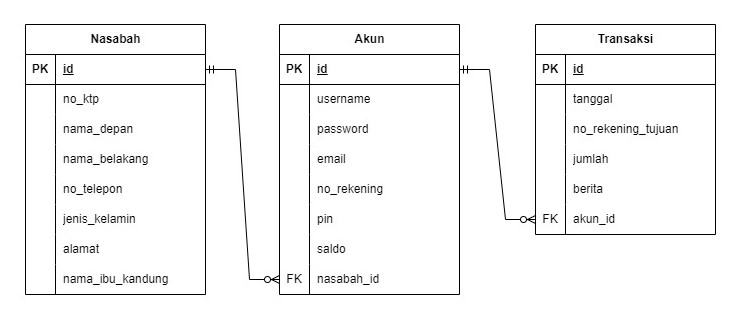 Nasabah
PK id
no_ktp
nama_depan
nama_belakang
no_telepon
jenis_kelamin
alamat
nama_ibu_kandung
Akun
PK id
username
password
email
no_rekening
pin
saldo
FK nasabah_id
Transaksi
PK id
tanggal
no_rekening_tujuan
jumlah
berita
FK akun_id